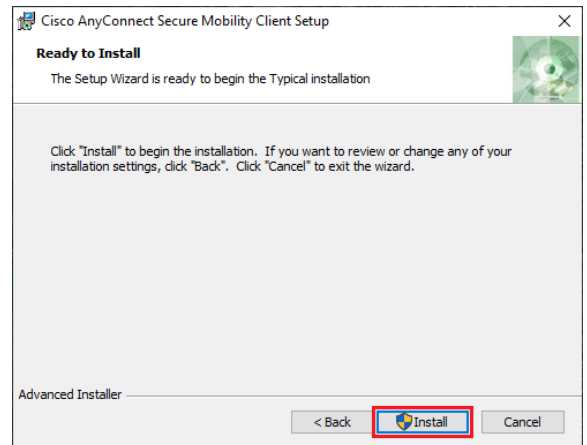 Cisco AnyConnect Secure Mobility Client Setup
Ready to Install
The Setup Wizard is ready to begin the Typical installation
Click "Install" to begin the installation. If you want to review or change any of your
installation settings, click "Back". Click "Cancel" to exit the wizard.
Advanced Installer
< Back Install Cancel